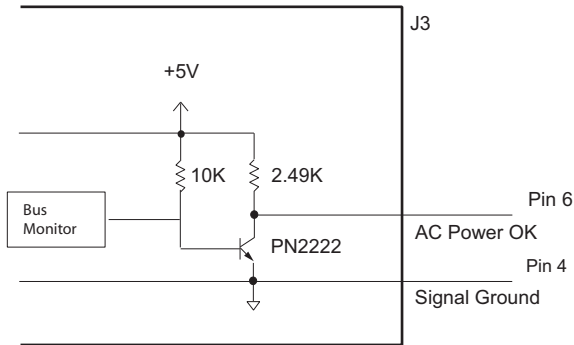 J3
+5V
10K
2.49K
Bus
Monitor
Pin 6
AC Power OK
PN2222
Pin 4
Signal Ground